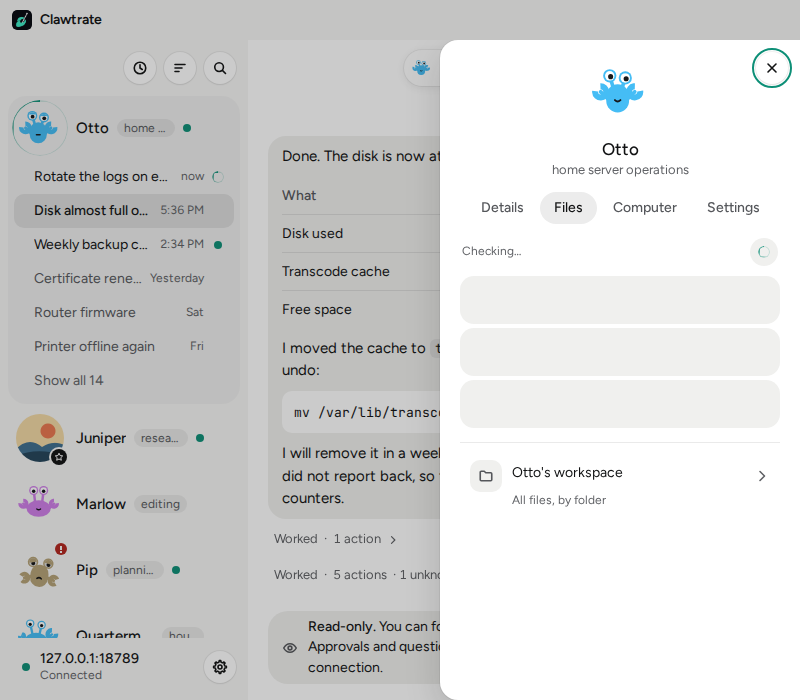 Clawtrate
Otto home ...
Rotate the logs on e... now
Disk almost full o... 5:36 PM
Weekly backup c... 2:34 PM
Certificate rene... Yesterday
Router firmware Sat
Printer offline again Fri
Show all 14
Juniper resea...
Marlow editing
Pip planni...
Quarterm hou
127.0.0.1:18789
Connected
Done. The disk is now at
What
Disk used
Transcode cache
Free space
I moved the cache to
undo:
mv /var/lib/transco
I will remove it in a
did not report back, so
counters.
Worked · 1 action
Worked · 5 actions · 1
Read-only. You can
Approvals and
connection.
Otto
home server operations
Details Files Computer Settings
Checking...
Otto's workspace
All files, by folder